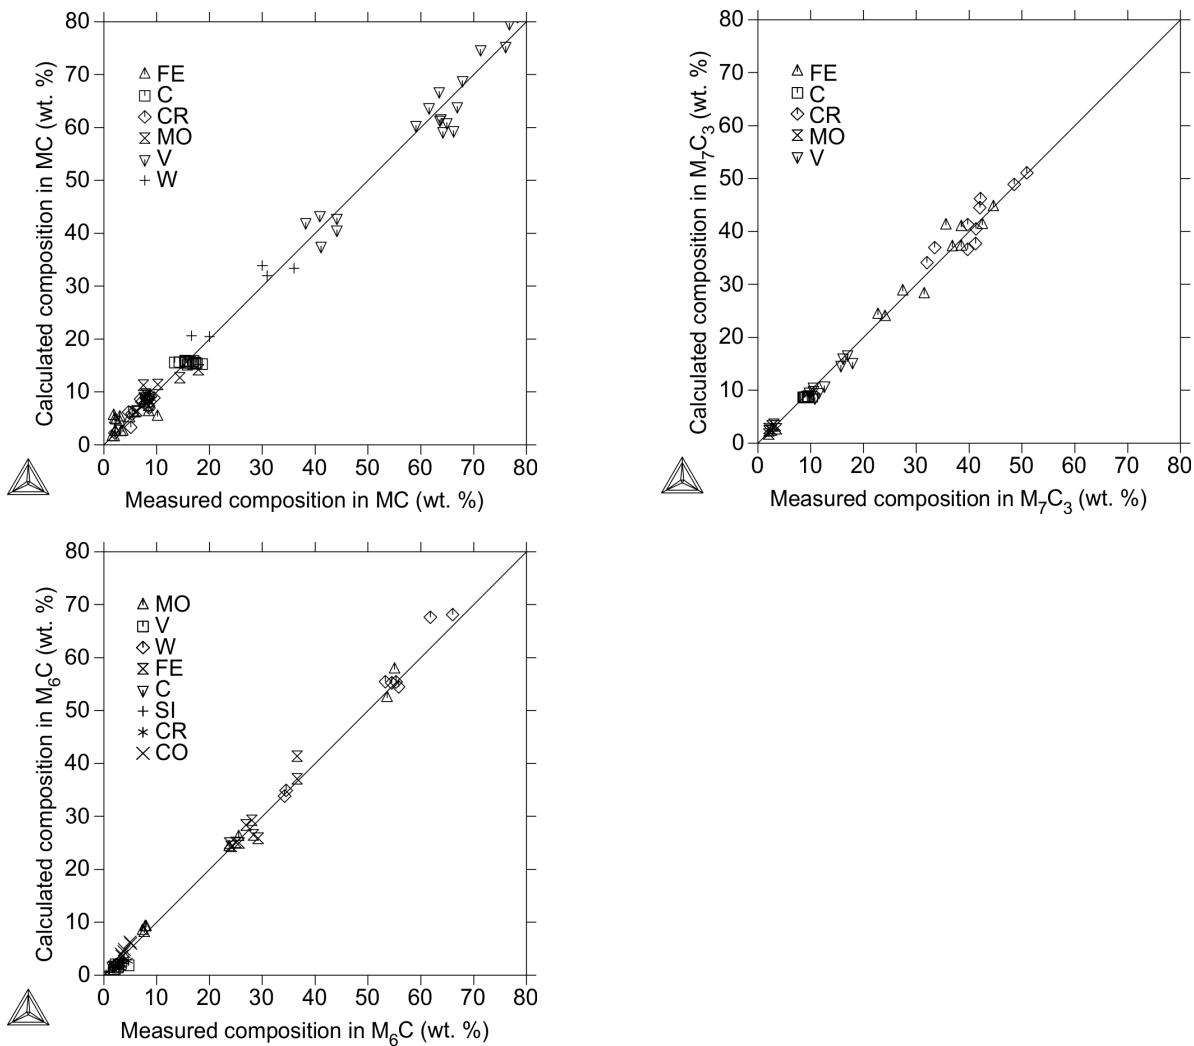 80
70
60
50
40
30
20
10
0
Calculated composition in MC (wt. %)
FE
C
CR
MO
V
W
0 10 20 30 40 50 60 70 80
Measured composition in MC (wt. %)
80
70
60
50
40
30
20
10
0
Calculated composition in M7C3 (wt. %)
FE
C
CR
MO
V
0 10 20 30 40 50 60 70 80
Measured composition in M7C3 (wt. %)
80
70
60
50
40
30
20
10
0
Calculated composition in M6C (wt. %)
MO
V
W
FE
C
SI
CR
CO
0 10 20 30 40 50 60 70 80
Measured composition in M6C (wt. %)